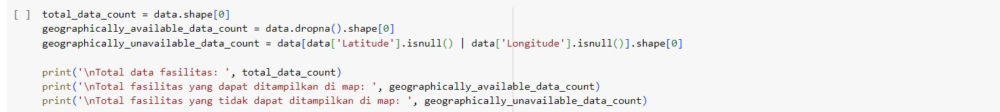 [ ] total_data_count = data.shape[0]
geographically_available_data_count = data.dropna().shape[0]
geographically_unavailable_data_count = data[data['Latitude'].isnull() | data['Longitude'].isnull()].shape[0]
print('\nTotal data fasilitas: ', total_data_count)
print('\nTotal fasilitas yang dapat ditampilkan di map: ', geographically_available_data_count)
print('\nTotal fasilitas yang tidak dapat ditampilkan di map: ', geographically_unavailable_data_count)